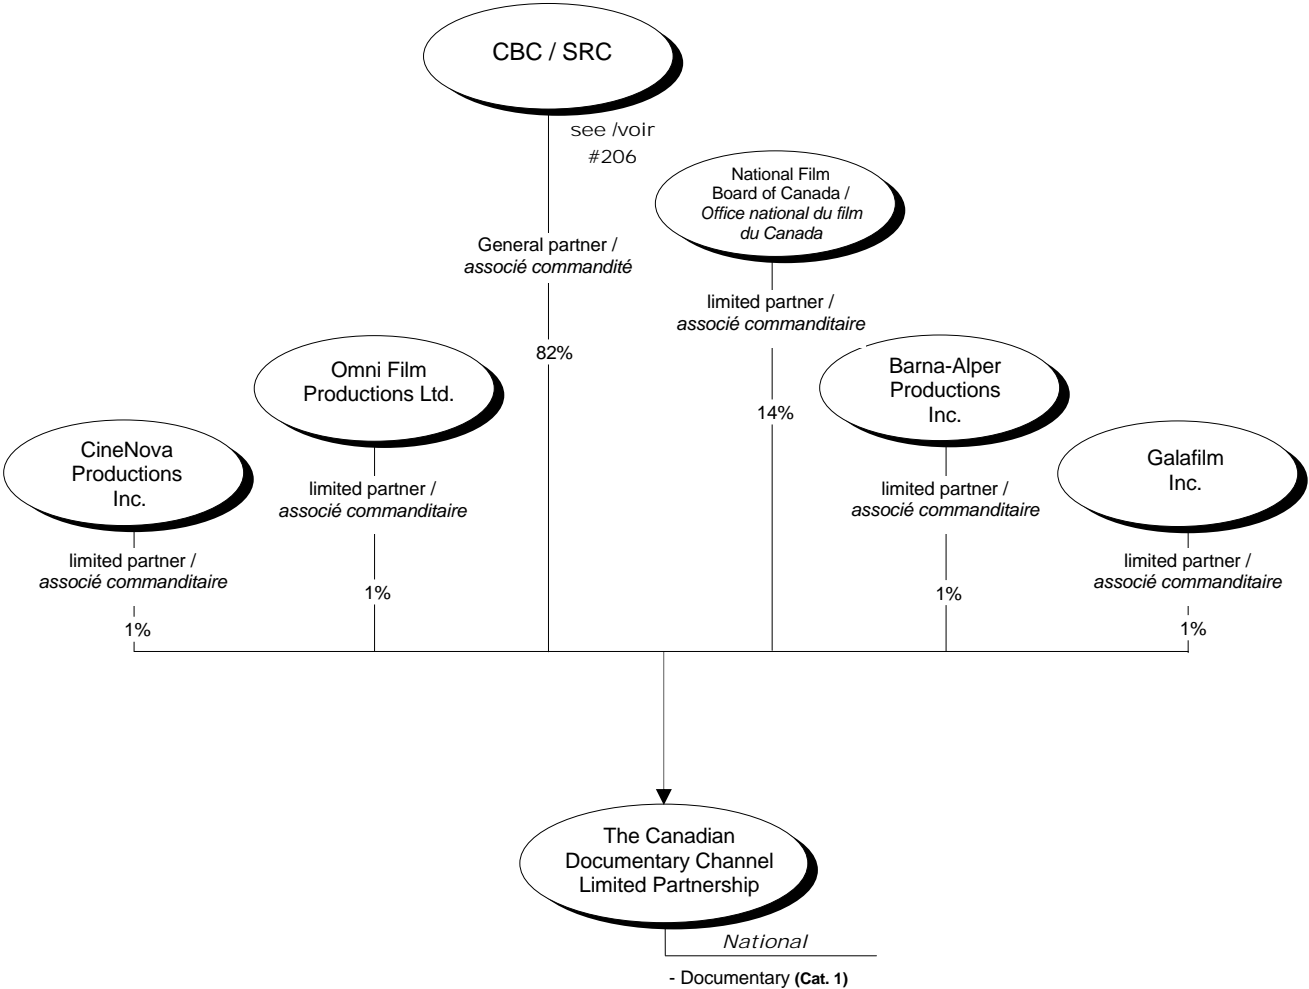 CBC / SRC
see /voir
#206
National Film
Board of Canada /
Office national du film
du Canada
General partner /
associé commandité
82%
limited partner /
associé commanditaire
14%
Omni Film
Productions Ltd.
limited partner /
associé commanditaire
1%
Barna-Alper
Productions
Inc.
limited partner /
associé commanditaire
1%
CineNova
Productions
Inc.
limited partner /
associé commanditaire
1%
Galafilm
Inc.
limited partner /
associé commanditaire
1%
The Canadian
Documentary Channel
Limited Partnership
National
- Documentary (Cat. 1)